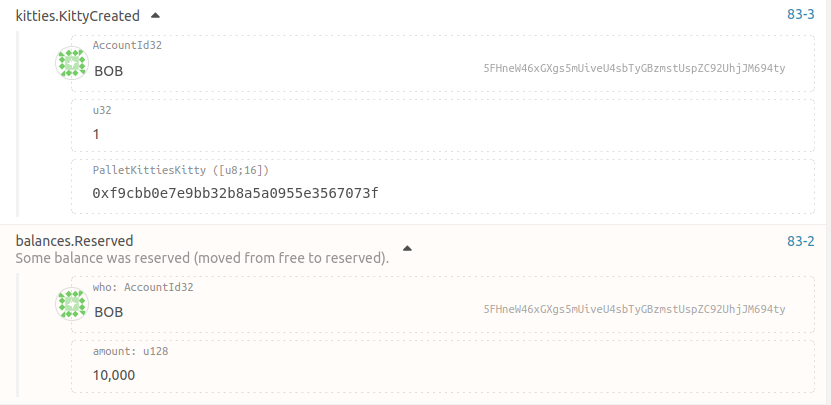 kitties.KittyCreated 83-3
AccountId32
BOB 5FHneW46xGXgs5mUiveU4sbTyGBzmstUspZC92UhjJM694ty
u32
1
PalletKittiesKitty ([u8;16])
0xf9cbb0e7e9bb32b8a5a0955e3567073f
balances.Reserved 83-2
Some balance was reserved (moved from free to reserved).
who: AccountId32
BOB 5FHneW46xGXgs5mUiveU4sbTyGBzmstUspZC92UhjJM694ty
amount: u128
10,000